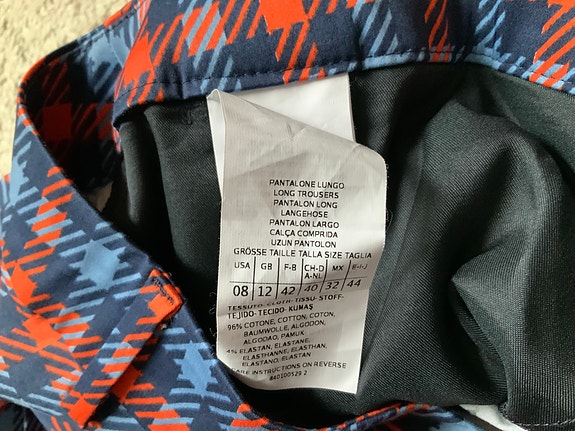 PANTALONE LUNGO
LONG TROUSERS
PANTALON LONG
LANGEHOSE
PANTALON LARGO
CALÇA COMPRIDA
UZUN PANTOLON
GRÖSSE TAILLE TALLA SIZE TAGLIA
USA GB F-B CH-D A-NL MX E-I-J
08 12 42 40 32 44
TESSUTO-CLOTH-TISSU-STOFF-
TEJIDO-TECIDO-KUMAŞ
96% COTONE, COTTON, COTON,
BAUMWOLLE, ALGODON,
ALGODAO, PAMUK
4% ELASTAN, ELASTANE,
ELASTHANNE, ELASTHAN,
ELASTANO, ELASTAN
CARE INSTRUCTIONS ON REVERSE
840100529 2